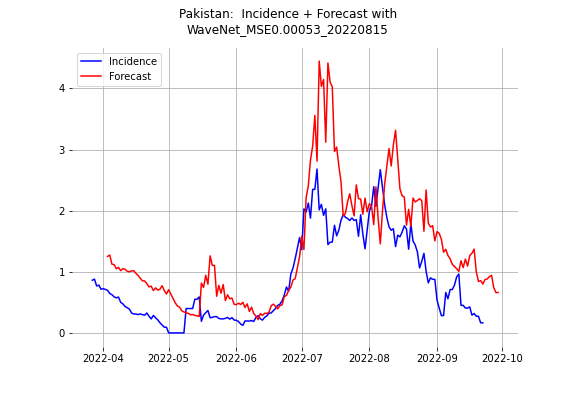 Pakistan:  Incidence + Forecast with
WaveNet_MSE0.00053_20220815
Incidence
Forecast
4
3
2
1
0
2022-04 2022-05 2022-06 2022-07 2022-08 2022-09 2022-10